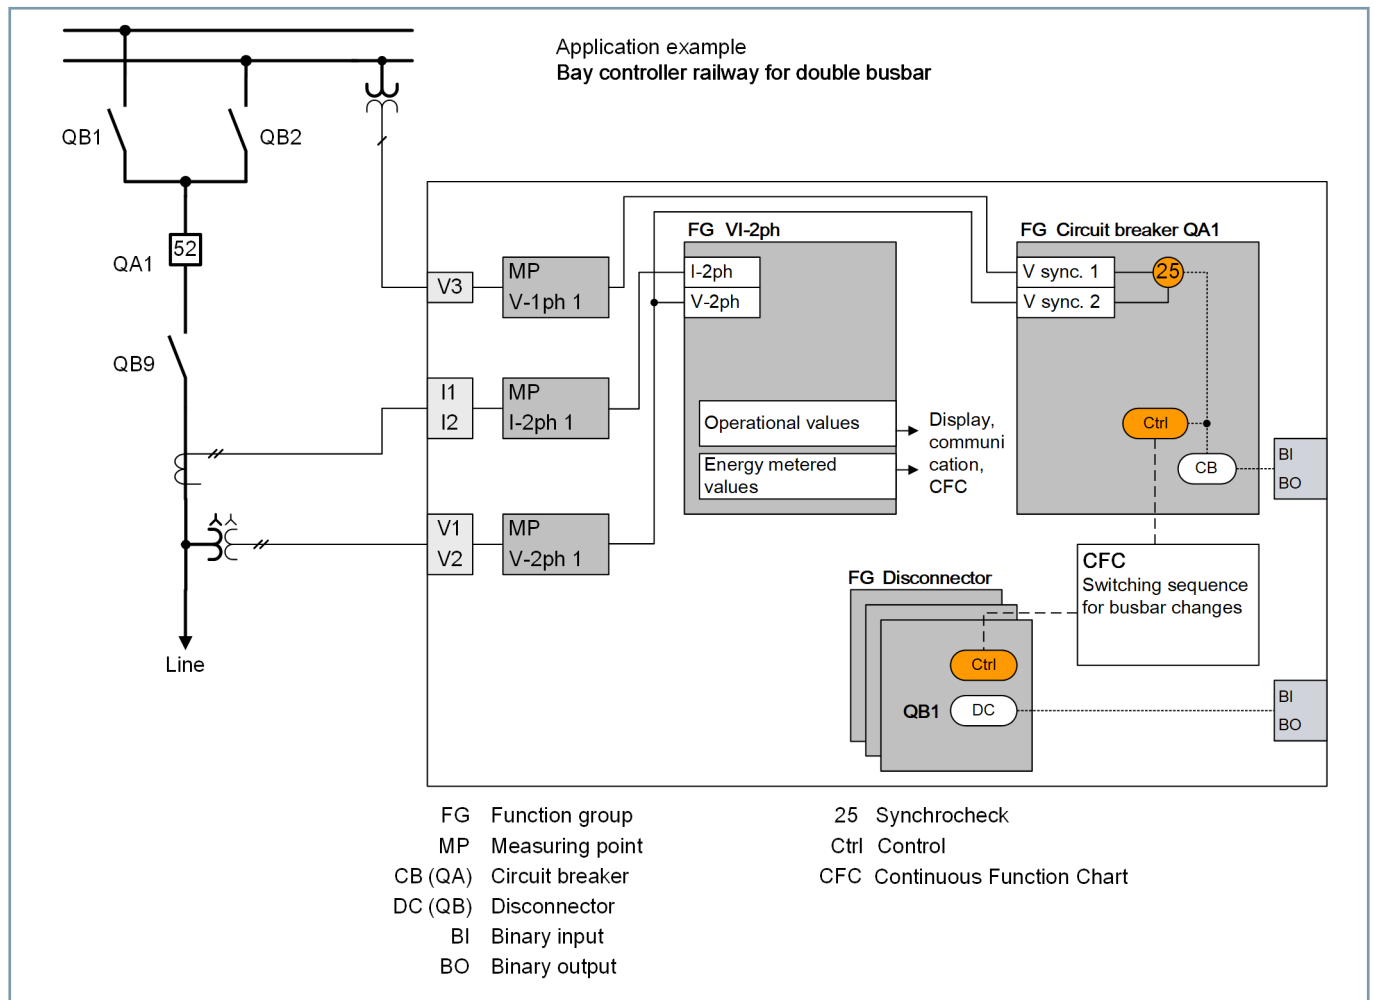 Application example
Bay controller railway for double busbar
QB1
QB2
QA1
52
QB9
Line
V3
MP
V-1ph 1
I1
I2
MP
I-2ph 1
V1
V2
MP
V-2ph 1
FG VI-2ph
I-2ph
V-2ph
Operational values
Energy metered
values
Display,
communi
cation,
CFC
FG Circuit breaker QA1
V sync. 1
V sync. 2
25
Ctrl
CB
BI
BO
CFC
Switching sequence
for busbar changes
FG Disconnector
Ctrl
QB1
DC
BI
BO
FG Function group
MP Measuring point
CB (QA) Circuit breaker
DC (QB) Disconnector
BI Binary input
BO Binary output
25 Synchrocheck
Ctrl Control
CFC Continuous Function Chart